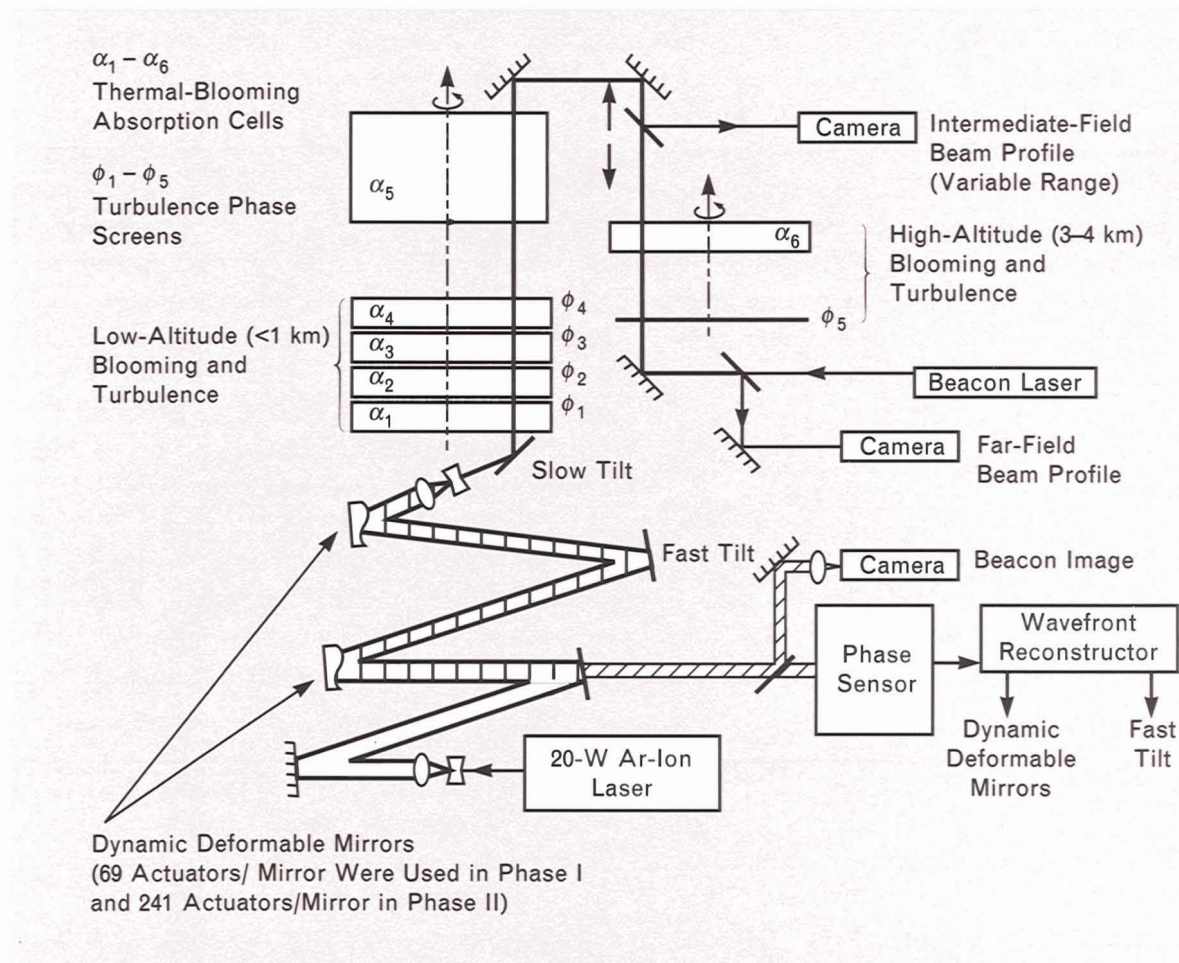 α₁ – α₆
Thermal-Blooming
Absorption Cells
ϕ₁ – ϕ₅
Turbulence Phase
Screens
α₅
Camera
Intermediate-Field
Beam Profile
(Variable Range)
α₆
High-Altitude (3–4 km)
Blooming and
Turbulence
ϕ₅
Low-Altitude (<1 km)
Blooming and
Turbulence
α₄
ϕ₄
α₃
ϕ₃
α₂
ϕ₂
α₁
ϕ₁
Beacon Laser
Camera
Far-Field
Beam Profile
Slow Tilt
Fast Tilt
Camera
Beacon Image
Phase
Sensor
Wavefront
Reconstructor
Dynamic
Deformable
Mirrors
Fast
Tilt
20-W Ar-Ion
Laser
Dynamic Deformable Mirrors
(69 Actuators/ Mirror Were Used in Phase I
and 241 Actuators/Mirror in Phase II)